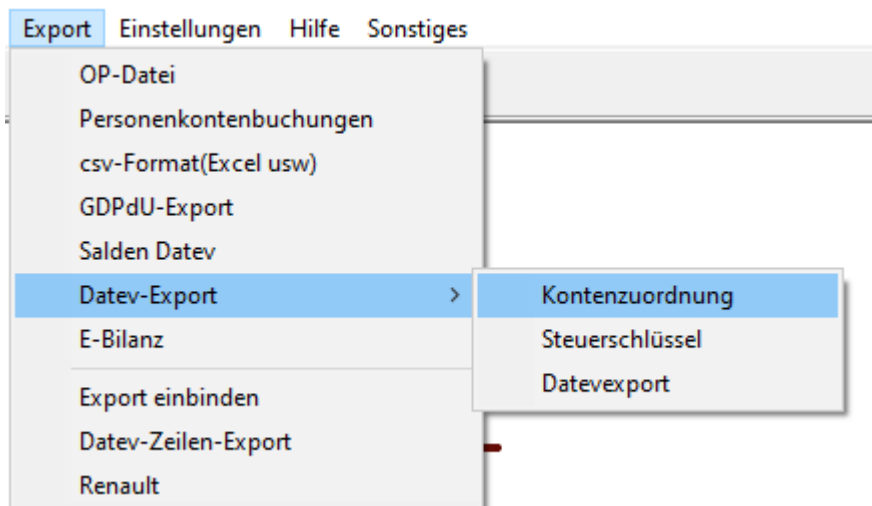 Export Einstellungen Hilfe Sonstiges
OP-Datei
Personenkontenbuchungen
csv-Format(Excel usw)
GDPdU-Export
Salden Datev
Datev-Export
Kontenzuordnung
Steuerschlüssel
Datevexport
E-Bilanz
Export einbinden
Datev-Zeilen-Export
Renault